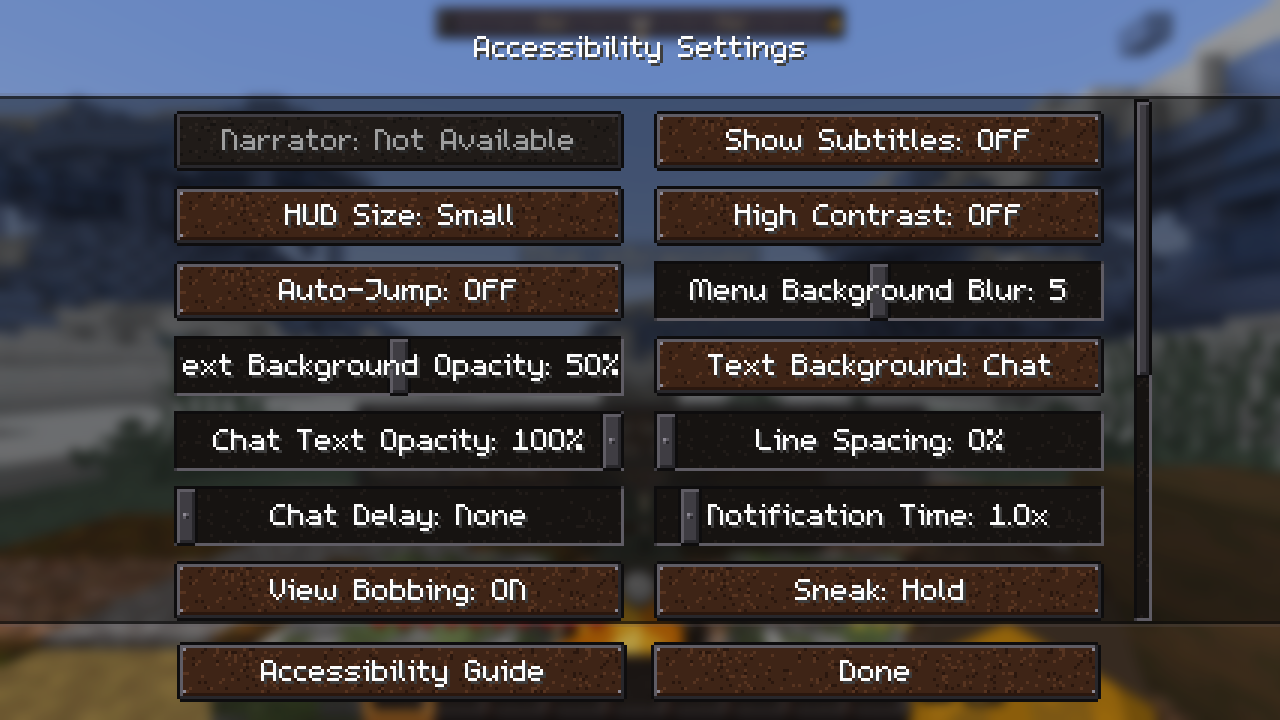 Accessibility Settings
Narrator: Not Available
Show Subtitles: OFF
HUD Size: Small
High Contrast: OFF
Auto-Jump: OFF
Menu Background Blur: 5
ext Background Opacity: 50%
Text Background: Chat
Chat Text Opacity: 100%
Line Spacing: 0%
Chat Delay: None
Notification Time: 1.0x
View Bobbing: ON
Sneak: Hold
Accessibility Guide
Done